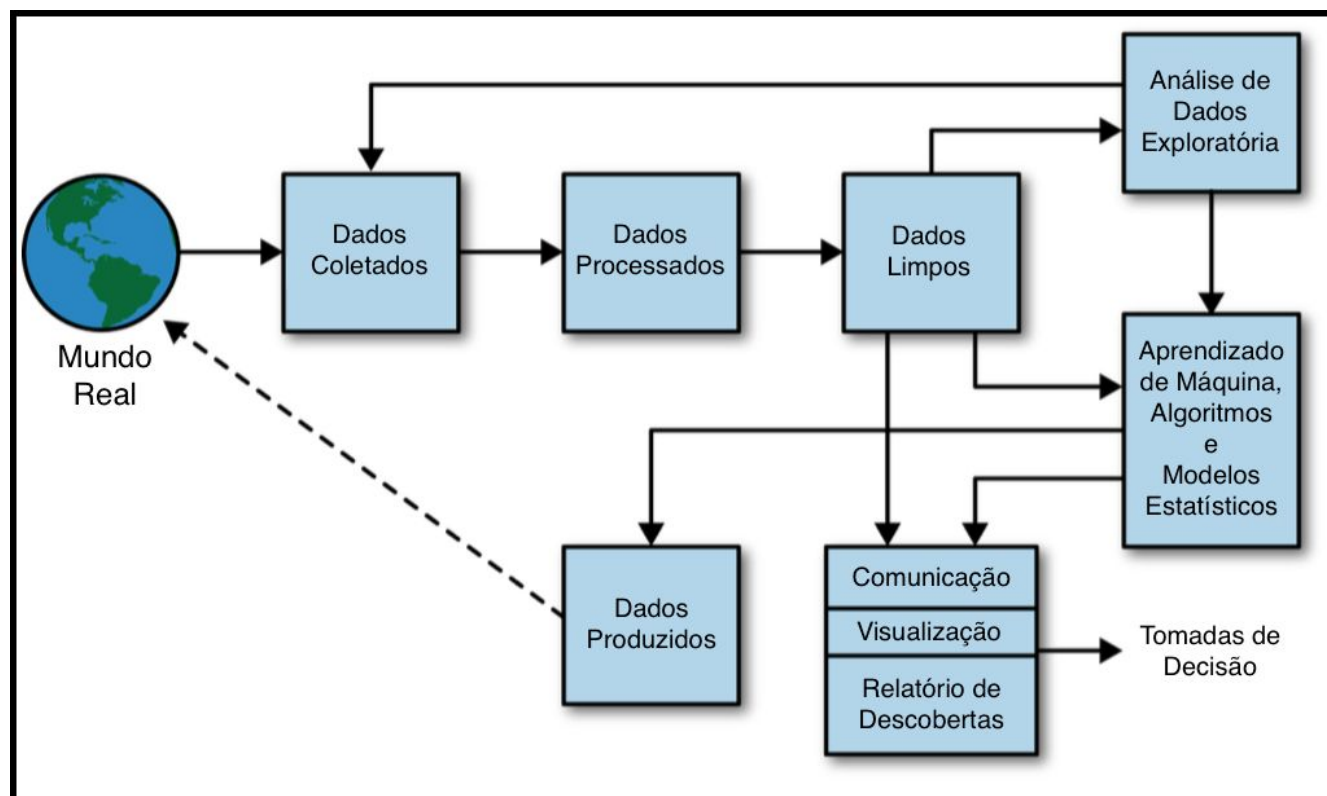 Análise de
Dados
Exploratória
Mundo
Real
Dados
Coletados
Dados
Processados
Dados
Limpos
Aprendizado
de Máquina,
Algoritmos
e
Modelos
Estatísticos
Dados
Produzidos
Comunicação
Visualização
Relatório de
Descobertas
Tomadas de
Decisão